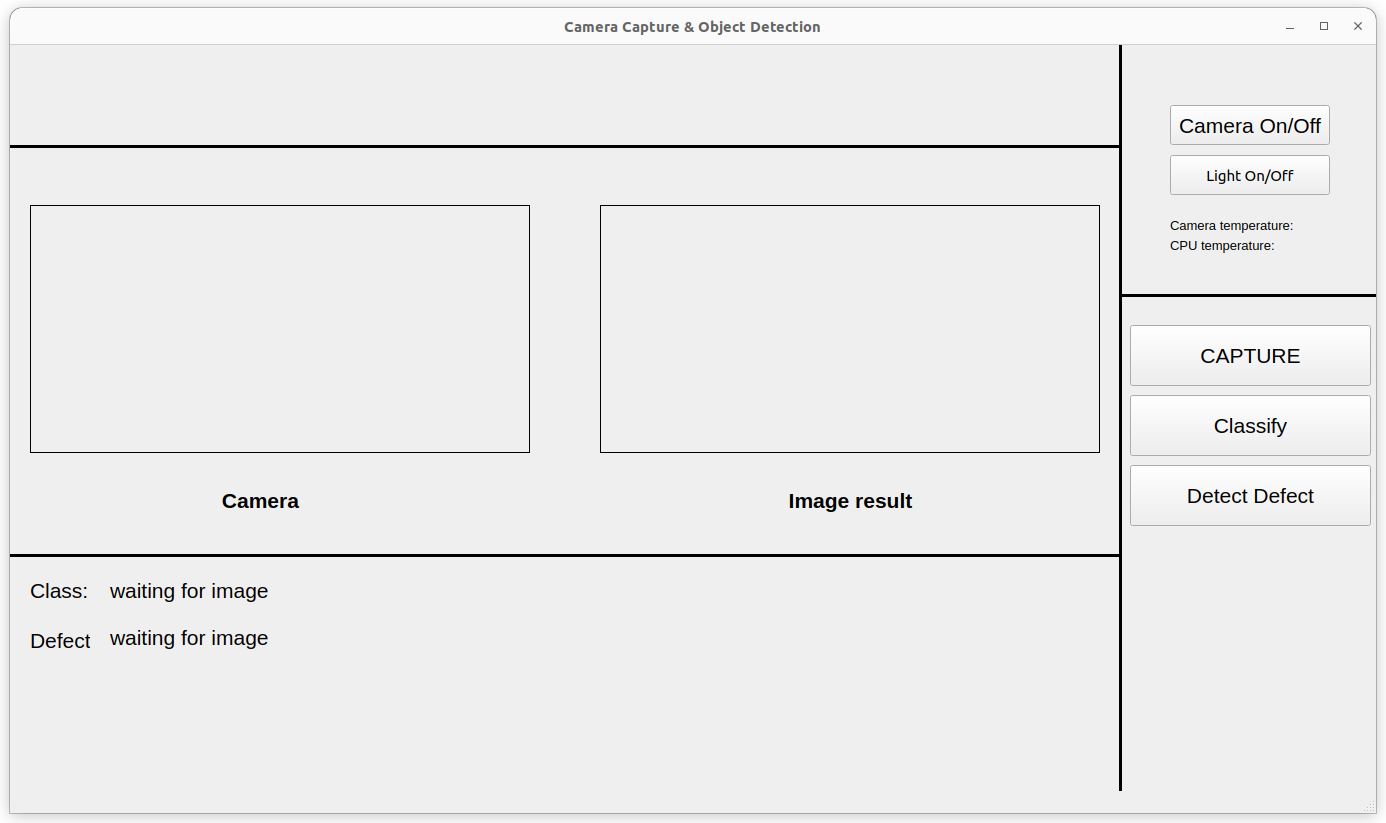 Camera Capture & Object Detection
Camera On/Off
Light On/Off
Camera temperature:
CPU temperature:
CAPTURE
Classify
Detect Defect
Camera
Image result
Class: waiting for image
Defect waiting for image